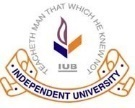 TEACHETH MAN THAT WHICH HE KNEW NOT
IUB
INDEPENDENT UNIVERSITY